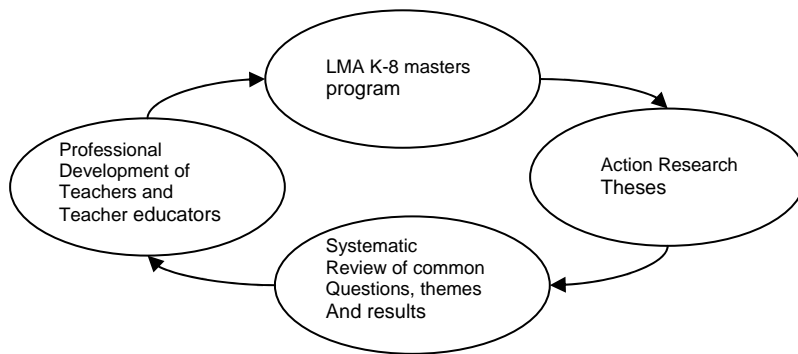 LMA K-8 masters
program
Action Research
Theses
Systematic
Review of common
Questions, themes
And results
Professional
Development of
Teachers and
Teacher educators